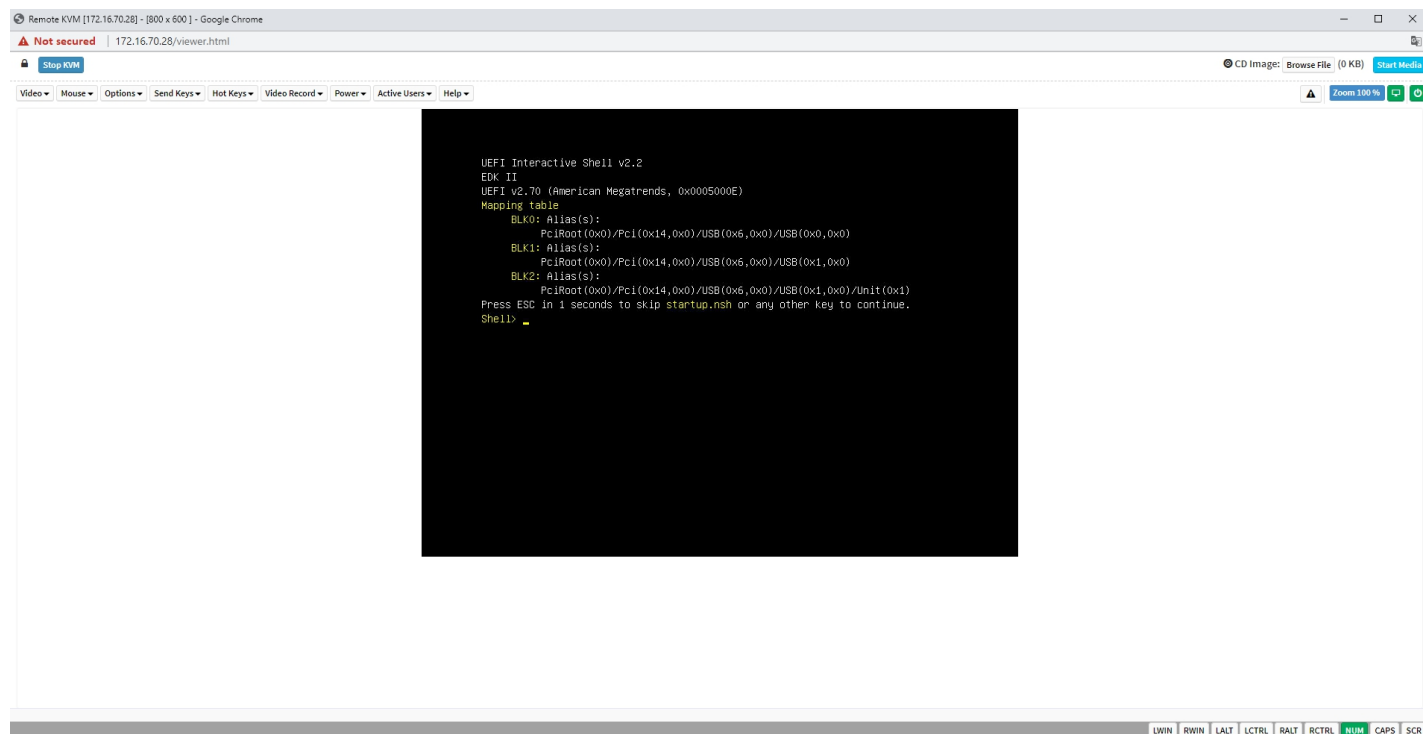 Remote KVM [172.16.70.28] - [800 x 600 ] - Google Chrome
Not secured | 172.16.70.28/viewer.html
Stop KVM
CD Image: Browse File (0 KB) Start Media
Video Mouse Options Send Keys Hot Keys Video Record Power Active Users Help
Zoom 100 %
UEFI Interactive Shell v2.2
EDK II
UEFI v2.70 (American Megatrends, 0x0005000E)
Mapping table
BLK0: Alias(s):
PciRoot(0x0)/Pci(0x14,0x0)/USB(0x6,0x0)/USB(0x0,0x0)
BLK1: Alias(s):
PciRoot(0x0)/Pci(0x14,0x0)/USB(0x6,0x0)/USB(0x1,0x0)
BLK2: Alias(s):
PciRoot(0x0)/Pci(0x14,0x0)/USB(0x6,0x0)/USB(0x1,0x0)/Unit(0x1)
Press ESC in 1 seconds to skip startup.nsh or any other key to continue.
Shell> _
LWIN RWIN LALT LCTRL RALT RCTRL NUM CAPS SCR